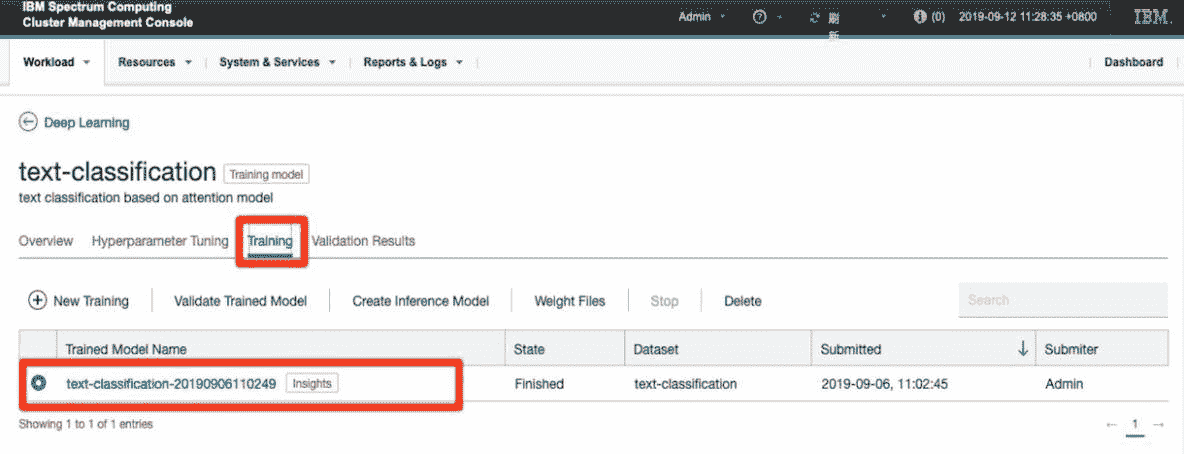 IBM Spectrum Computing
Cluster Management Console
Admin
(0) 2019-09-12 11:28:35 +0800 IBM
刷
新
Workload Resources System & Services Reports & Logs Dashboard
Deep Learning
text-classification Training model
text classification based on attention model
Overview Hyperparameter Tuning Training Validation Results
New Training Validate Trained Model Create Inference Model Weight Files Stop Delete Search
Trained Model Name State Dataset Submitted Submiter
text-classification-20190906110249 Insights Finished text-classification 2019-09-06, 11:02:45 Admin
Showing 1 to 1 of 1 entries 1